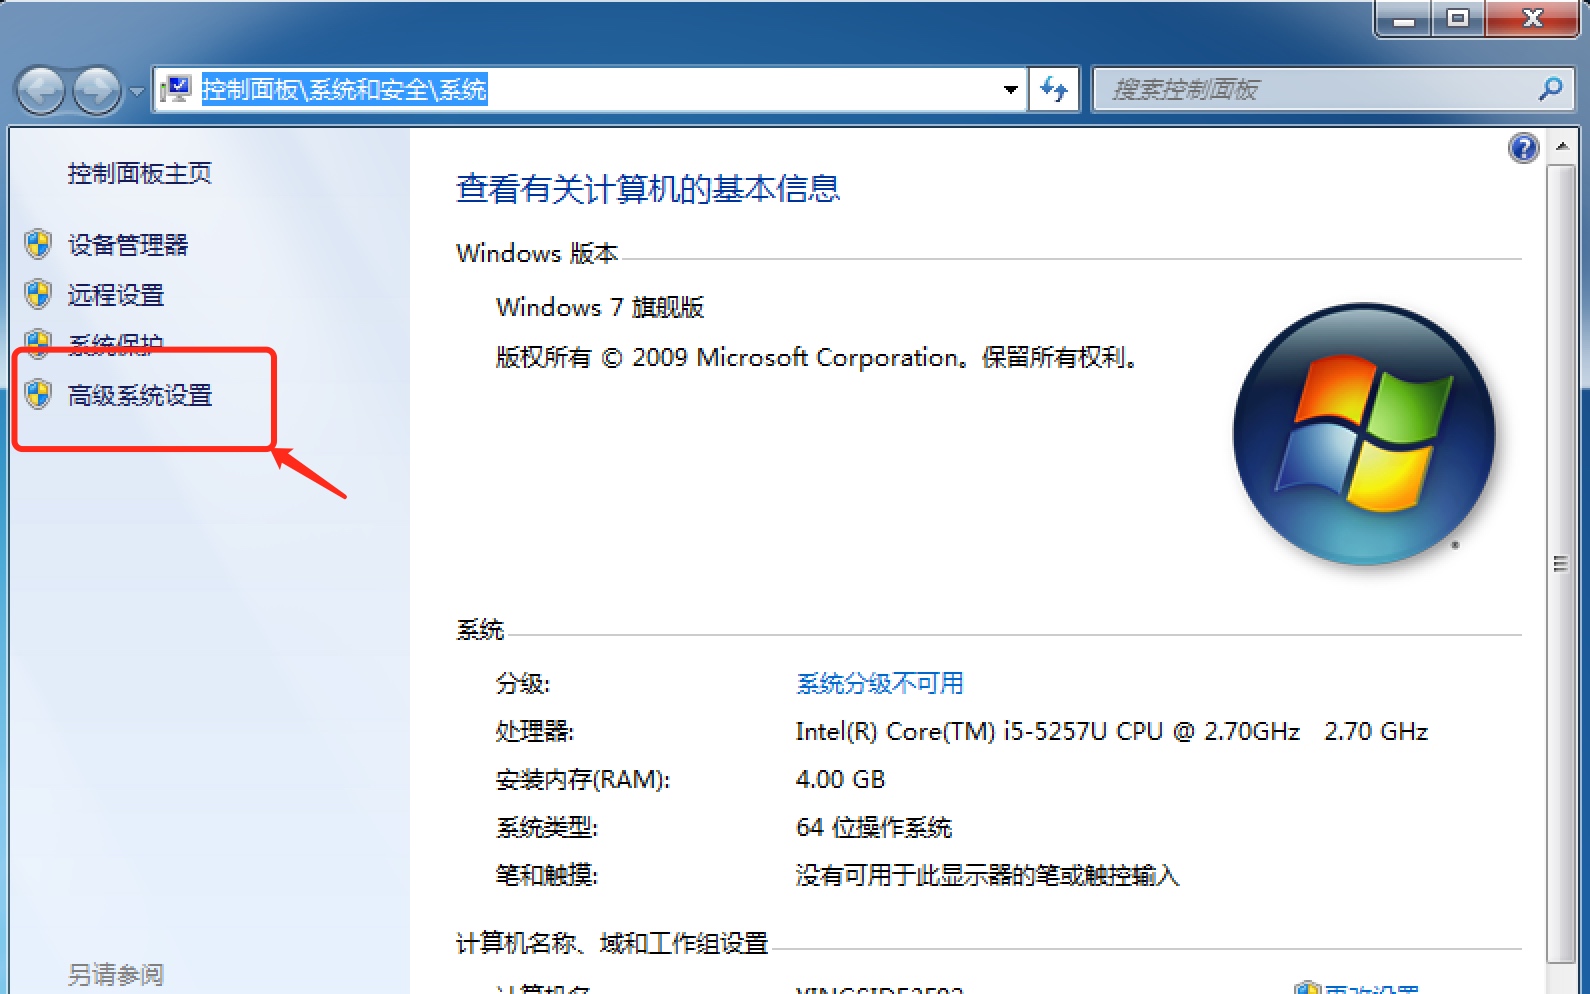 控制面板\系统和安全\系统
搜索控制面板
控制面板主页
设备管理器
远程设置
系统保护
高级系统设置
另请参阅
查看有关计算机的基本信息
Windows 版本
Windows 7 旗舰版
版权所有 © 2009 Microsoft Corporation。保留所有权利。
系统
分级: 系统分级不可用
处理器: Intel(R) Core(TM) i5-5257U CPU @ 2.70GHz 2.70 GHz
安装内存(RAM): 4.00 GB
系统类型: 64 位操作系统
笔和触摸: 没有可用于此显示器的笔或触控输入
计算机名称、域和工作组设置
计算机名 更改设置